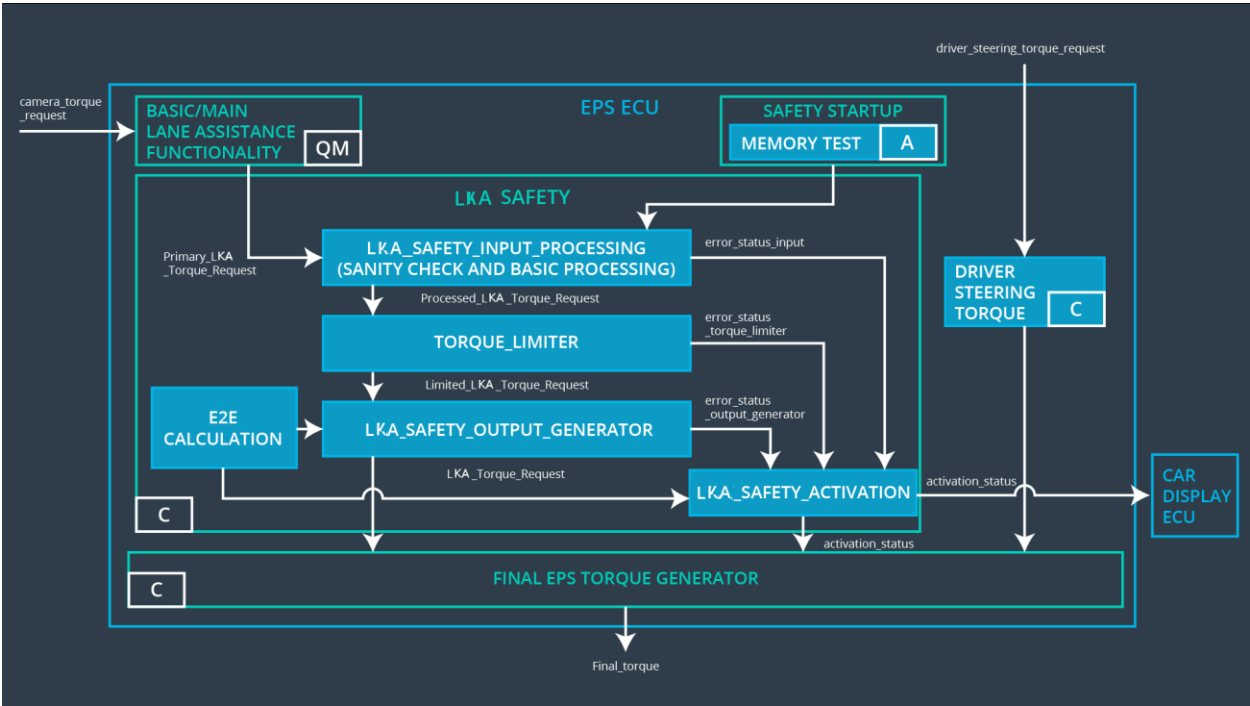 driver_steering_torque_request
camera_torque
_request
BASIC/MAIN
LANE ASSISTANCE
FUNCTIONALITY
QM
EPS ECU
SAFETY STARTUP
MEMORY TEST
A
LKA SAFETY
Primary_LKA
_Torque_Request
LKA_SAFETY_INPUT_PROCESSING
(SANITY CHECK AND BASIC PROCESSING)
error_status_input
DRIVER
STEERING
TORQUE
C
Processed_LKA_Torque_Request
error_status
_torque_limiter
TORQUE_LIMITER
Limited_LKA_Torque_Request
error_status
_output_generator
E2E
CALCULATION
LKA_SAFETY_OUTPUT_GENERATOR
LKA_Torque_Request
LKA_SAFETY_ACTIVATION
activation_status
CAR
DISPLAY
ECU
C
activation_status
FINAL EPS TORQUE GENERATOR
C
Final_torque